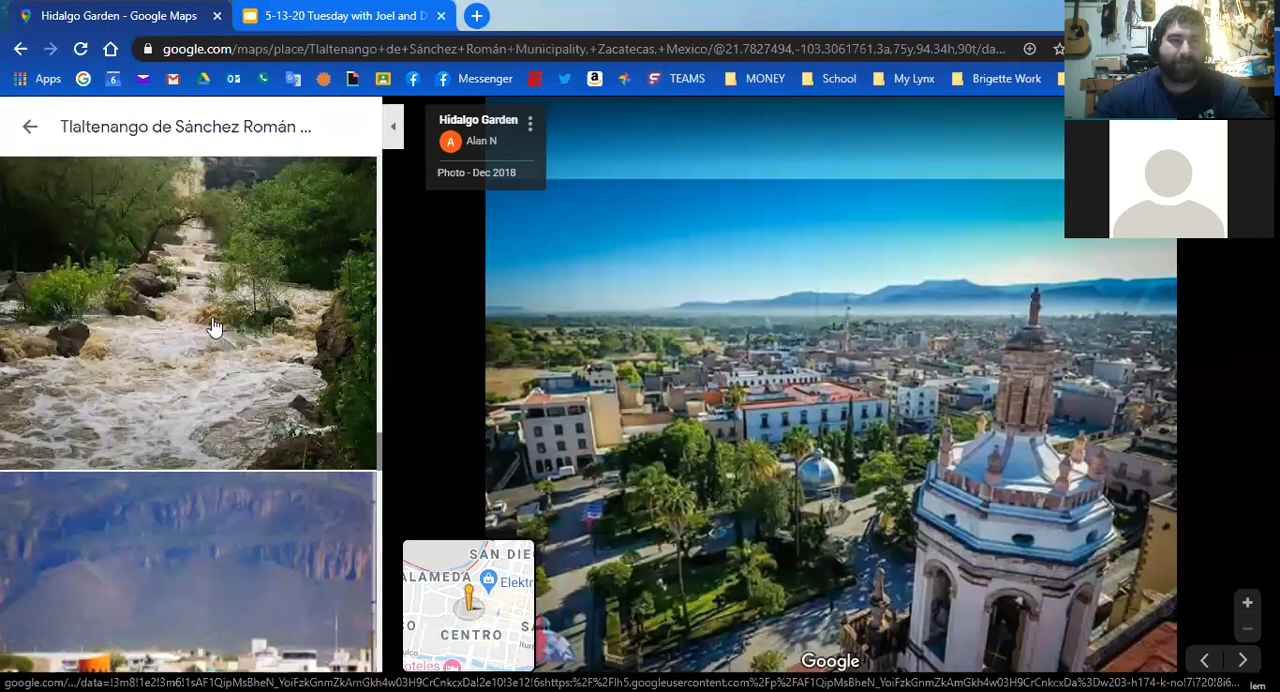 Hidalgo Garden - Google Maps
5-13-20 Tuesday with Joel and D
google.com/maps/place/Tlaltenango+de+Sánchez+Román+Municipality,+Zacatecas,+Mexico/@21.7827494,-103.3061761,3a,75y,94.34h,90t/da...
Apps
6
Messenger
TEAMS
MONEY
School
My Lynx
Brigette Work
Tlaltenango de Sánchez Román ...
Hidalgo Garden
A Alan N
Photo - Dec 2018
SAN DIE
ALAMEDA
Elektr
CENTRO
oteles
Google
lem